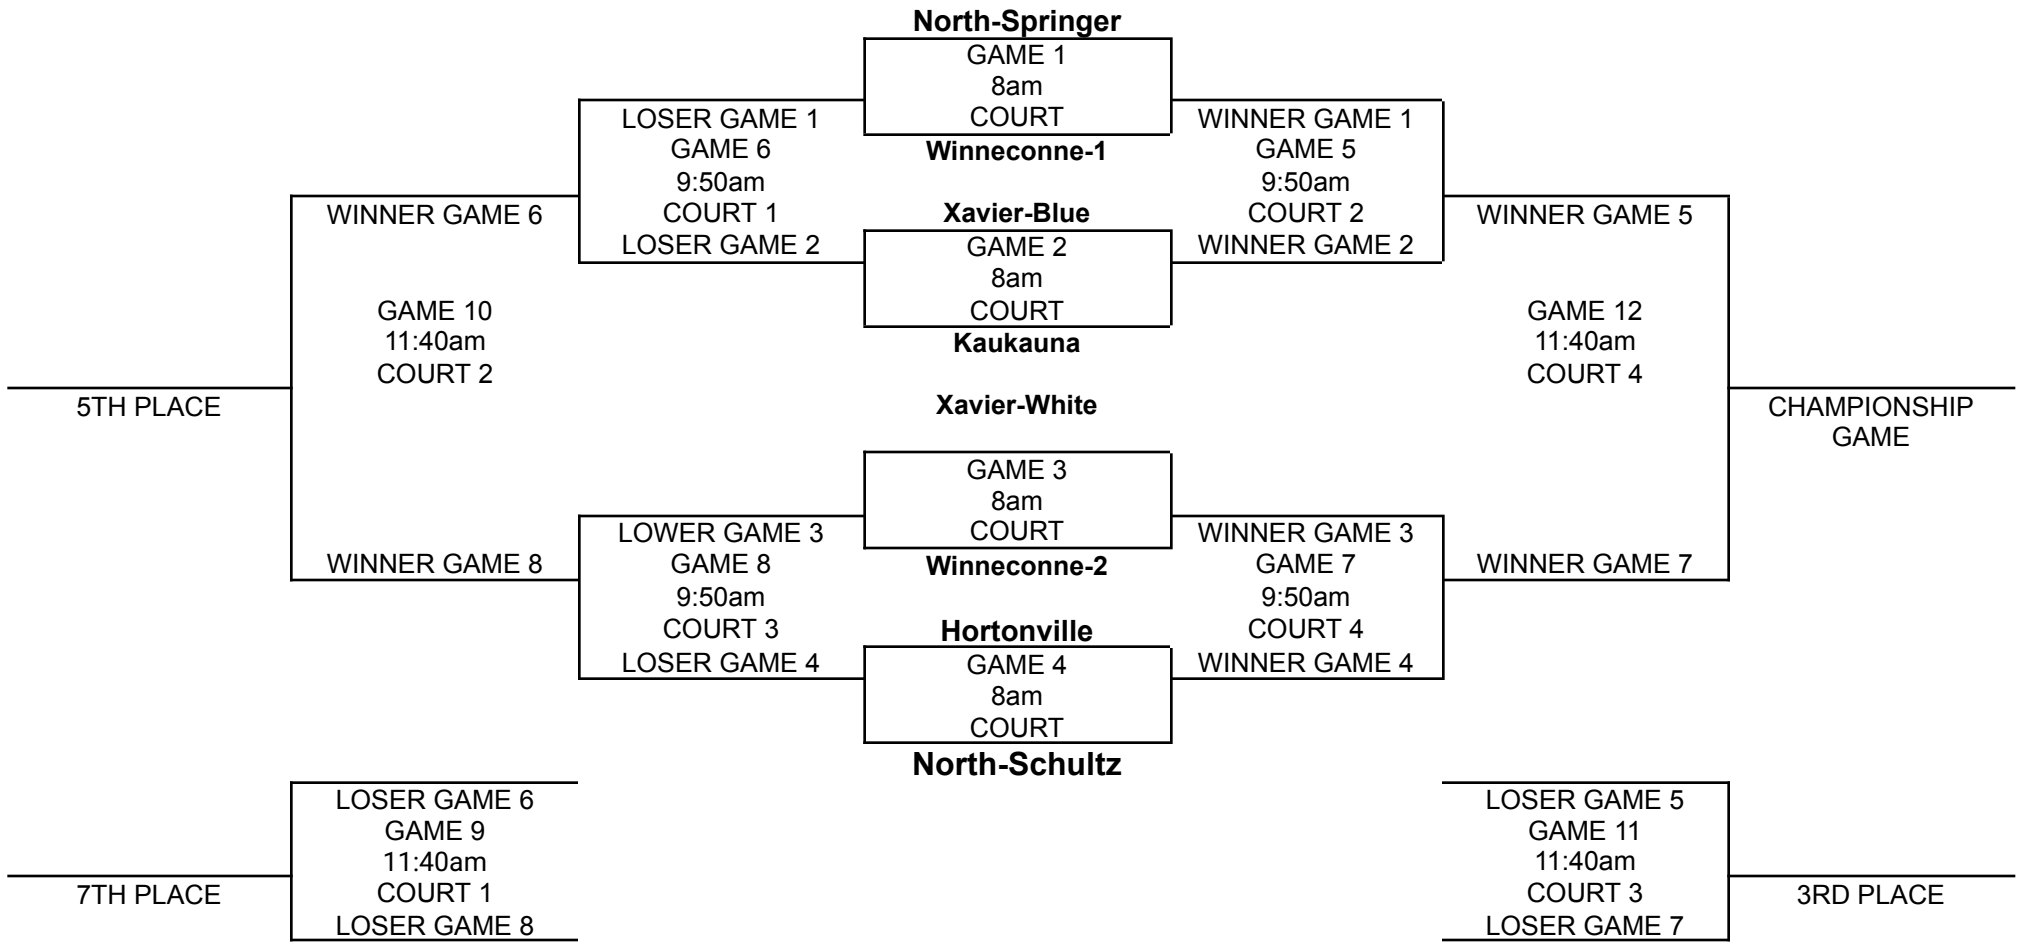 North-Springer
GAME 1
8am
COURT
Winneconne-1
LOSER GAME 1
GAME 6
9:50am
COURT 1
LOSER GAME 2
WINNER GAME 1
GAME 5
9:50am
COURT 2
WINNER GAME 2
Xavier-Blue
GAME 2
8am
COURT
Kaukauna
WINNER GAME 6
GAME 10
11:40am
COURT 2
WINNER GAME 8
5TH PLACE
WINNER GAME 5
GAME 12
11:40am
COURT 4
WINNER GAME 7
CHAMPIONSHIP
GAME
Xavier-White
GAME 3
8am
COURT
Winneconne-2
LOWER GAME 3
GAME 8
9:50am
COURT 3
LOSER GAME 4
WINNER GAME 3
GAME 7
9:50am
COURT 4
WINNER GAME 4
Hortonville
GAME 4
8am
COURT
North-Schultz
LOSER GAME 6
GAME 9
11:40am
COURT 1
LOSER GAME 8
7TH PLACE
LOSER GAME 5
GAME 11
11:40am
COURT 3
LOSER GAME 7
3RD PLACE